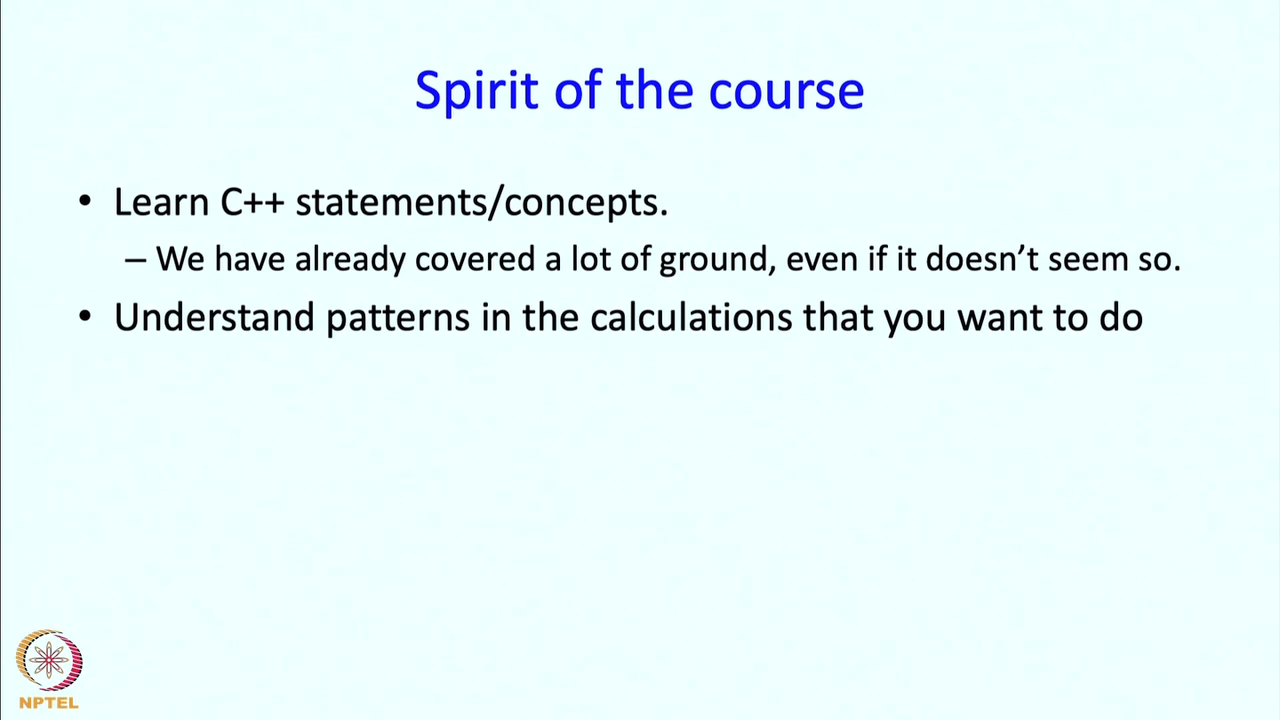 Spirit of the course
• Learn C++ statements/concepts.
– We have already covered a lot of ground, even if it doesn’t seem so.
• Understand patterns in the calculations that you want to do
NPTEL